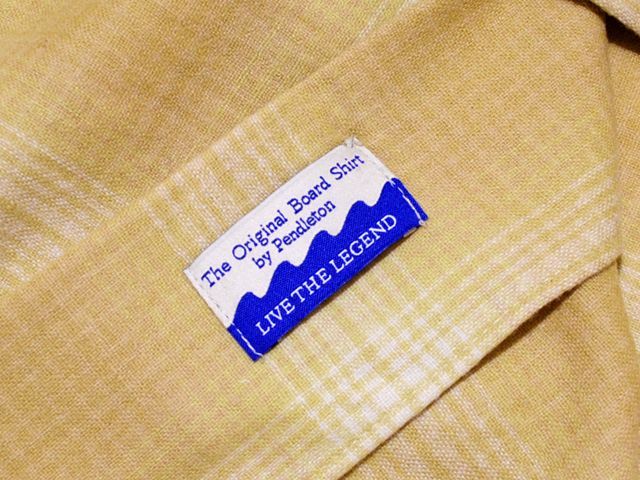 The Original Board Shirt
by Pendleton
LIVE THE LEGEND